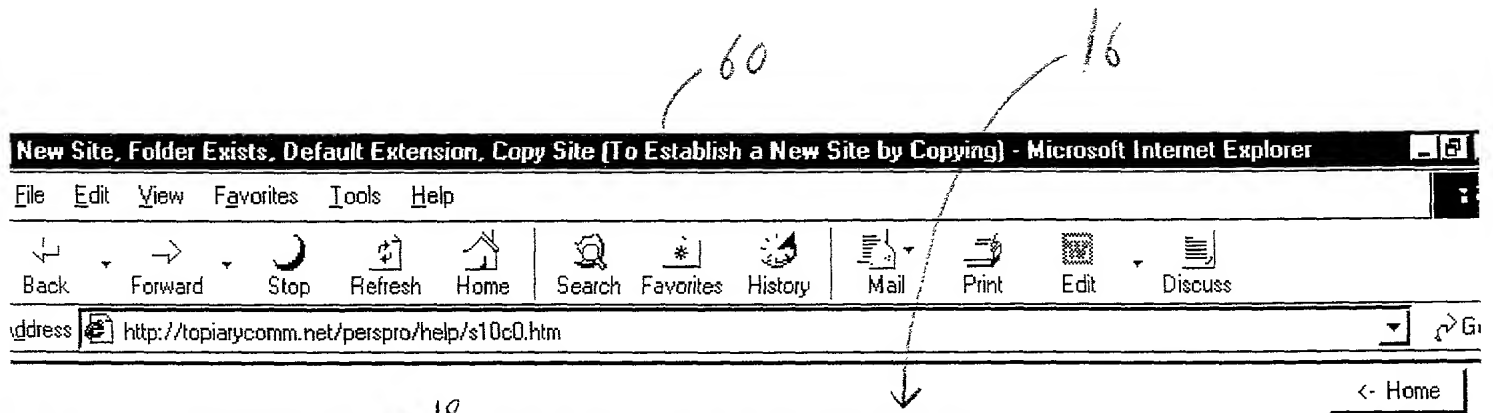 60 16
New Site, Folder Exists, Default Extension, Copy Site (To Establish a New Site by Copying) - Microsoft Internet Explorer
File Edit View Favorites Tools Help
Back Forward Stop Refresh Home Search Favorites History Mail Print Edit Discuss
http://topiarycomm.net/perspro/help/s10c0.htm
<- Home